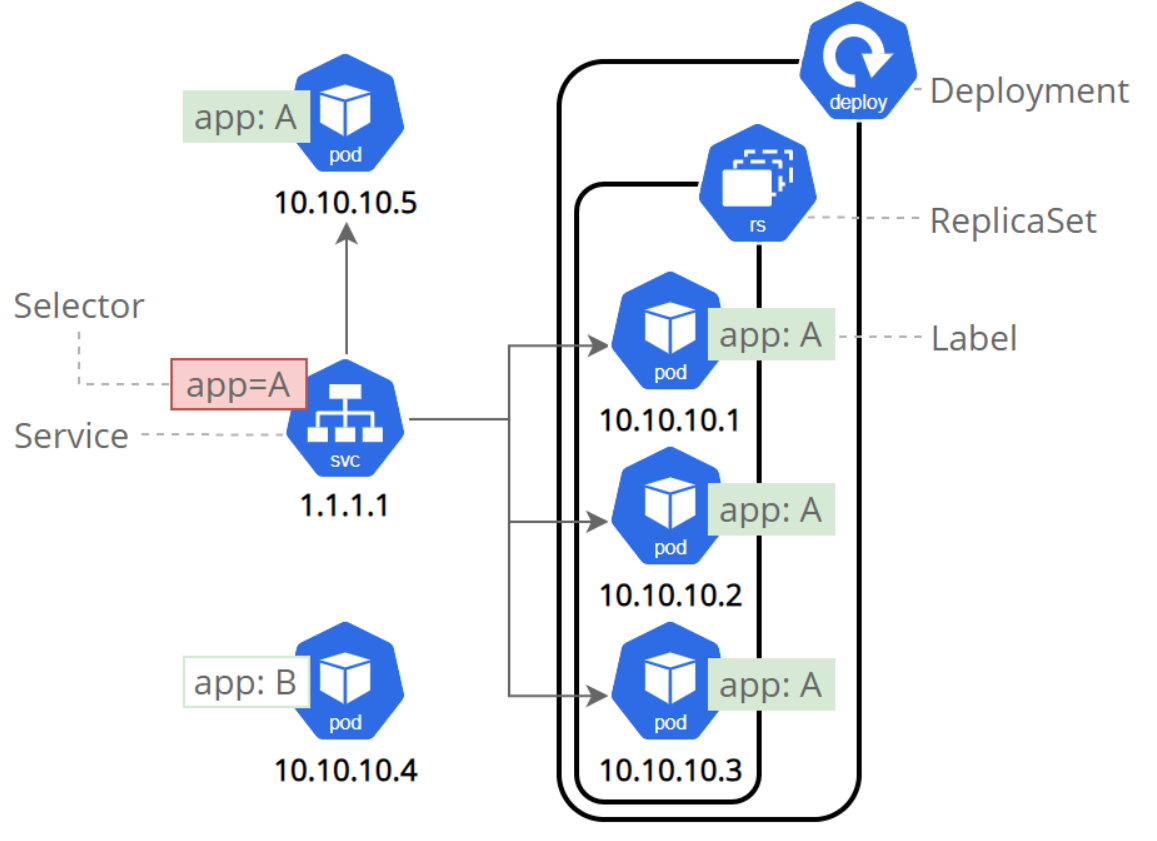 deploy
Deployment
app: A
pod
10.10.10.5
rs
ReplicaSet
Selector
app=A
Service
svc
1.1.1.1
pod
app: A
Label
10.10.10.1
pod
app: A
10.10.10.2
app: B
pod
10.10.10.4
pod
app: A
10.10.10.3